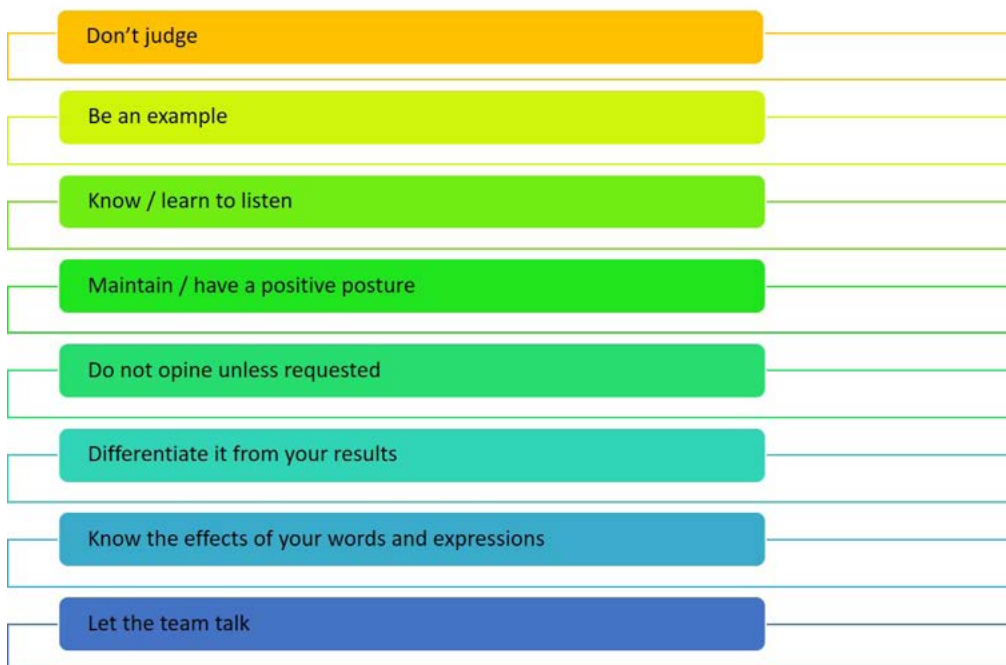 Don’t judge
Be an example
Know / learn to listen
Maintain / have a positive posture
Do not opine unless requested
Differentiate it from your results
Know the effects of your words and expressions
Let the team talk